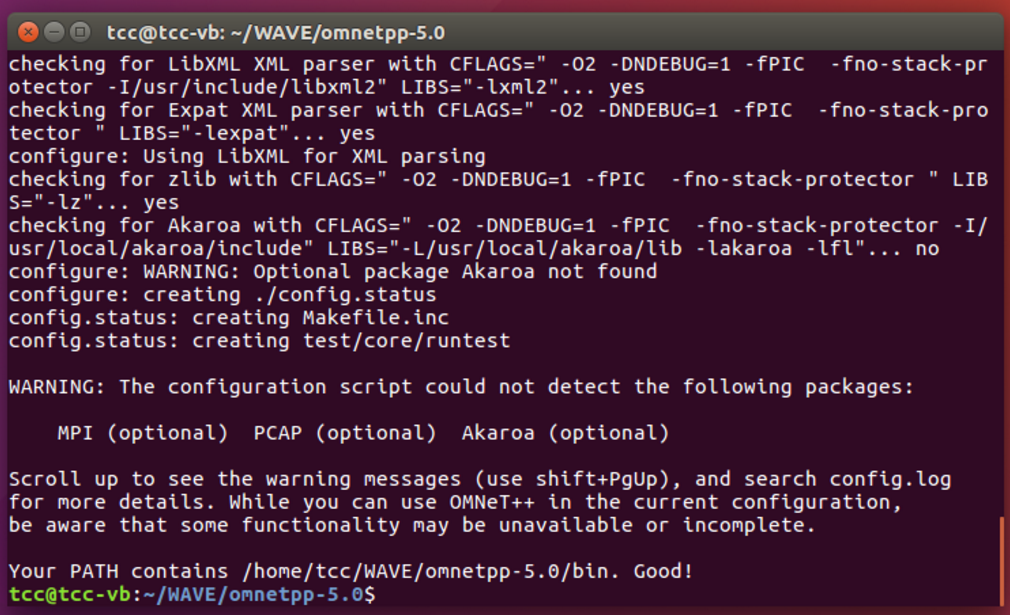 tcc@tcc-vb: ~/WAVE/omnetpp-5.0
checking for LibXML XML parser with CFLAGS=" -O2 -DNDEBUG=1 -fPIC  -fno-stack-pr
otector -I/usr/include/libxml2" LIBS="-lxml2"... yes
checking for Expat XML parser with CFLAGS=" -O2 -DNDEBUG=1 -fPIC  -fno-stack-pro
tector " LIBS="-lexpat"... yes
configure: Using LibXML for XML parsing
checking for zlib with CFLAGS=" -O2 -DNDEBUG=1 -fPIC  -fno-stack-protector " LIB
S="-lz"... yes
checking for Akaroa with CFLAGS=" -O2 -DNDEBUG=1 -fPIC  -fno-stack-protector -I/
usr/local/akaroa/include" LIBS="-L/usr/local/akaroa/lib -lakaroa -lfl"... no
configure: WARNING: Optional package Akaroa not found
configure: creating ./config.status
config.status: creating Makefile.inc
config.status: creating test/core/runtest
WARNING: The configuration script could not detect the following packages:
    MPI (optional)  PCAP (optional)  Akaroa (optional)
Scroll up to see the warning messages (use shift+PgUp), and search config.log
for more details. While you can use OMNeT++ in the current configuration,
be aware that some functionality may be unavailable or incomplete.
Your PATH contains /home/tcc/WAVE/omnetpp-5.0/bin. Good!
tcc@tcc-vb:~/WAVE/omnetpp-5.0$